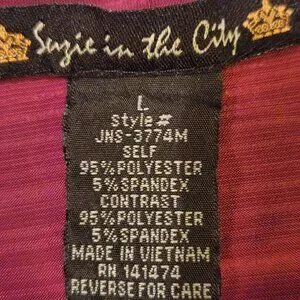 Suzie in the City
L
Style#
JNS-3774M
SELF
95%POLYESTER
5%SPANDEX
CONTRAST
95%POLYESTER
5%SPANDEX
MADE IN VIETNAM
RN 141474
REVERSE FOR CARE